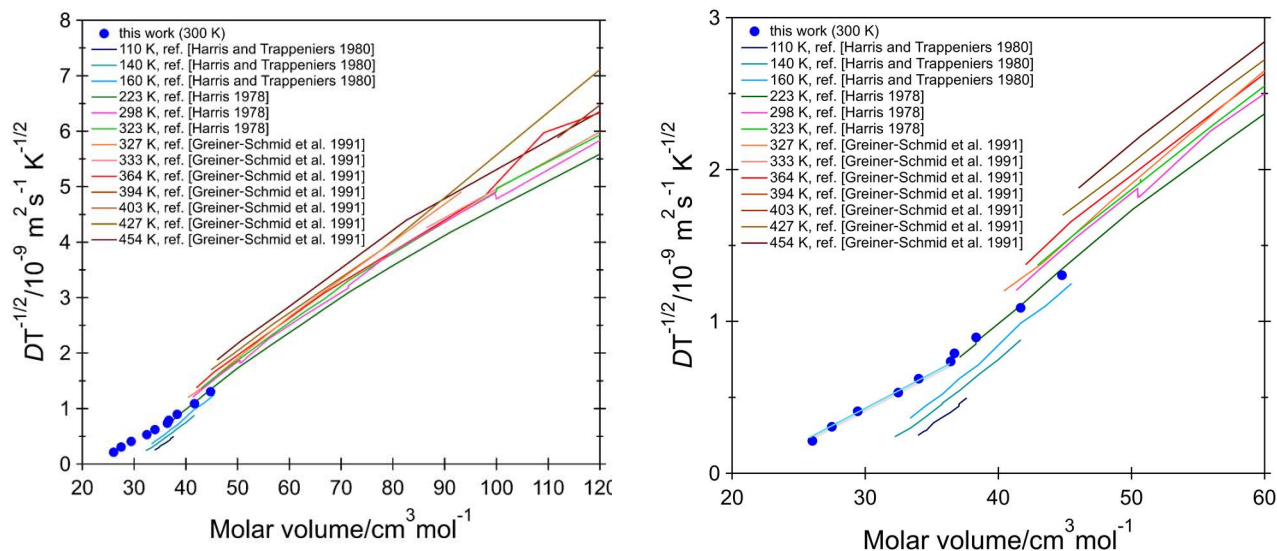 8
7
6
5
4
3
2
1
0
DT^-1/2/10^-9 m^2 s^-1 K^-1/2
this work (300 K)
110 K, ref. [Harris and Trappeniers 1980]
140 K, ref. [Harris and Trappeniers 1980]
160 K, ref. [Harris and Trappeniers 1980]
223 K, ref. [Harris 1978]
298 K, ref. [Harris 1978]
323 K, ref. [Harris 1978]
327 K, ref. [Greiner-Schmid et al. 1991]
333 K, ref. [Greiner-Schmid et al. 1991]
364 K, ref. [Greiner-Schmid et al. 1991]
394 K, ref. [Greiner-Schmid et al. 1991]
403 K, ref. [Greiner-Schmid et al. 1991]
427 K, ref. [Greiner-Schmid et al. 1991]
454 K, ref. [Greiner-Schmid et al. 1991]
20 30 40 50 60 70 80 90 100 110 120
Molar volume/cm^3mol^-1
3
2
1
0
DT^-1/2/10^-9 m^2 s^-1 K^-1/2
this work (300 K)
110 K, ref. [Harris and Trappeniers 1980]
140 K, ref. [Harris and Trappeniers 1980]
160 K, ref. [Harris and Trappeniers 1980]
223 K, ref. [Harris 1978]
298 K, ref. [Harris 1978]
323 K, ref. [Harris 1978]
327 K, ref. [Greiner-Schmid et al. 1991]
333 K, ref. [Greiner-Schmid et al. 1991]
364 K, ref. [Greiner-Schmid et al. 1991]
394 K, ref. [Greiner-Schmid et al. 1991]
403 K, ref. [Greiner-Schmid et al. 1991]
427 K, ref. [Greiner-Schmid et al. 1991]
454 K, ref. [Greiner-Schmid et al. 1991]
20 30 40 50 60
Molar volume/cm^3mol^-1